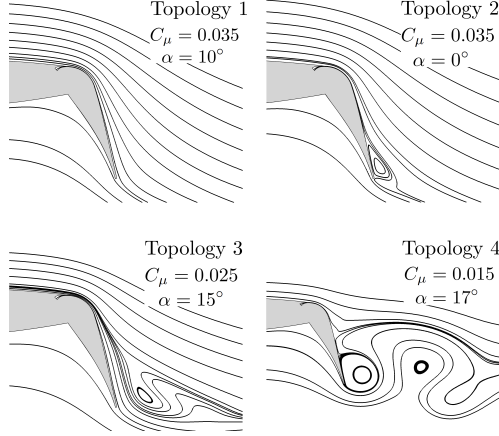 Topology 1
C_μ = 0.035
α = 10°
Topology 2
C_μ = 0.035
α = 0°
Topology 3
C_μ = 0.025
α = 15°
Topology 4
C_μ = 0.015
α = 17°